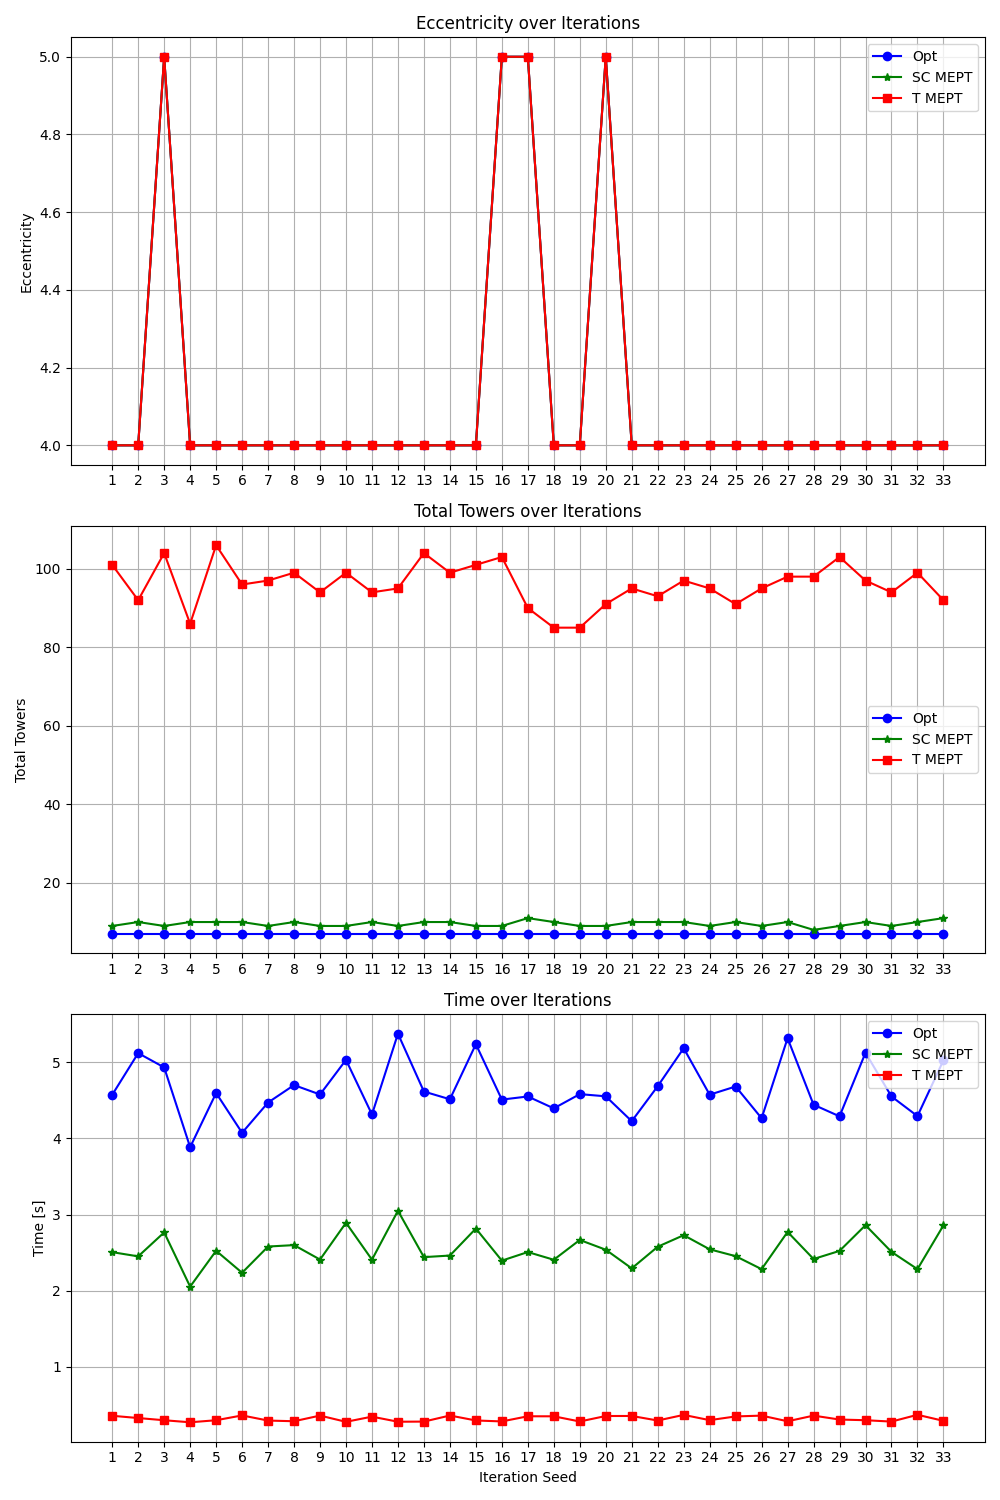 Eccentricity over Iterations
Eccentricity
5.0
4.8
4.6
4.4
4.2
4.0
Opt
SC MEPT
T MEPT
1 2 3 4 5 6 7 8 9 10 11 12 13 14 15 16 17 18 19 20 21 22 23 24 25 26 27 28 29 30 31 32 33
Total Towers over Iterations
Total Towers
100
80
60
40
20
Opt
SC MEPT
T MEPT
1 2 3 4 5 6 7 8 9 10 11 12 13 14 15 16 17 18 19 20 21 22 23 24 25 26 27 28 29 30 31 32 33
Time over Iterations
Time [s]
5
4
3
2
1
Opt
SC MEPT
T MEPT
1 2 3 4 5 6 7 8 9 10 11 12 13 14 15 16 17 18 19 20 21 22 23 24 25 26 27 28 29 30 31 32 33
Iteration Seed